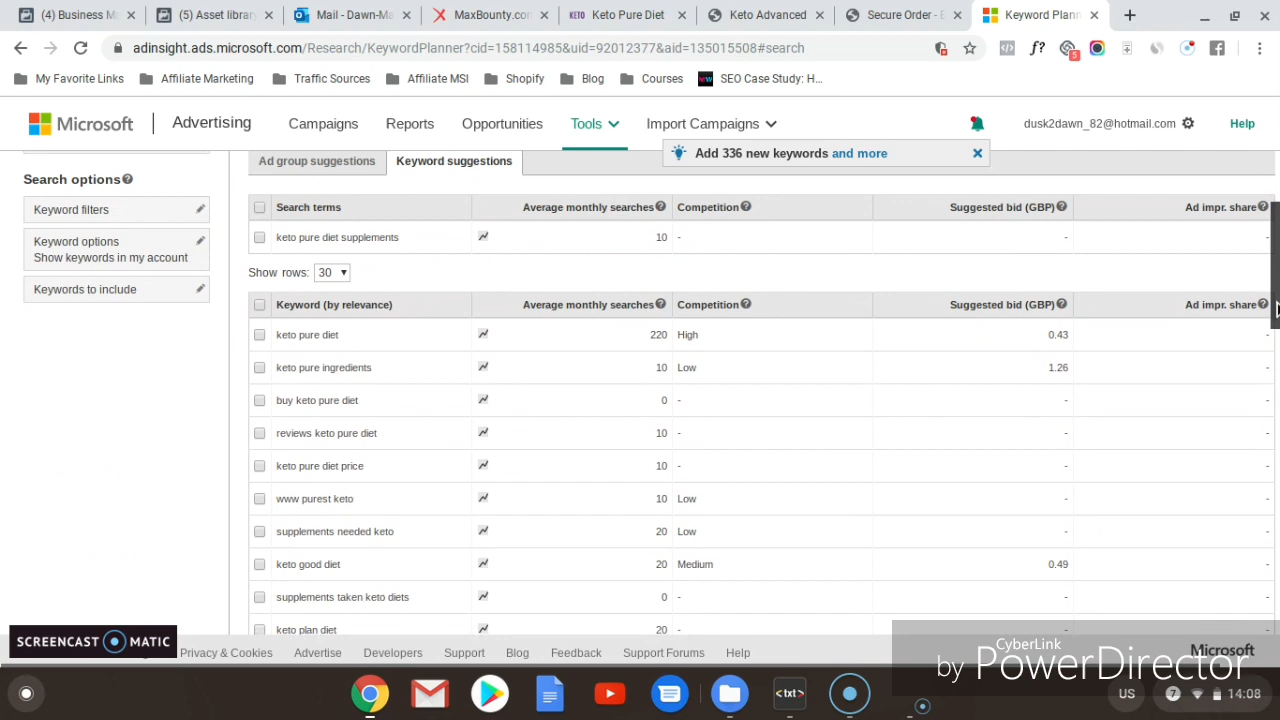 (4) Business M
(5) Asset library
Mail - Dawn-Ma
MaxBounty.co
KETO Keto Pure Diet
Keto Advanced
Secure Order - E
Keyword Plann
adinsight.ads.microsoft.com/Research/KeywordPlanner?cid=158114985&uid=92012377&aid=135015508#search
f?
5
My Favorite Links
Affiliate Marketing
Traffic Sources
Affiliate MSI
Shopify
Blog
Courses
SEO Case Study: H...
Microsoft
Advertising
Campaigns
Reports
Opportunities
Tools
Import Campaigns
dusk2dawn_82@hotmail.com
Help
Add 336 new keywords and more
Search options
Keyword filters
Keyword options
Show keywords in my account
Keywords to include
Ad group suggestions
Keyword suggestions
Search terms Average monthly searches Competition Suggested bid (GBP) Ad impr. share
keto pure diet supplements 10 - - -
Show rows: 30
Keyword (by relevance) Average monthly searches Competition Suggested bid (GBP) Ad impr. share
keto pure diet 220 High 0.43 -
keto pure ingredients 10 Low 1.26 -
buy keto pure diet 0 - - -
reviews keto pure diet 10 - - -
keto pure diet price 10 - - -
www purest keto 10 Low - -
supplements needed keto 20 Low - -
keto good diet 20 Medium 0.49 -
supplements taken keto diets 0 - - -
keto plan diet 20
Privacy & Cookies
Advertise
Developers
Support
Blog
Feedback
Support Forums
Help
Microsoft
SCREENCAST MATIC
by CyberLink PowerDirector
<txt>
US
7
14:08